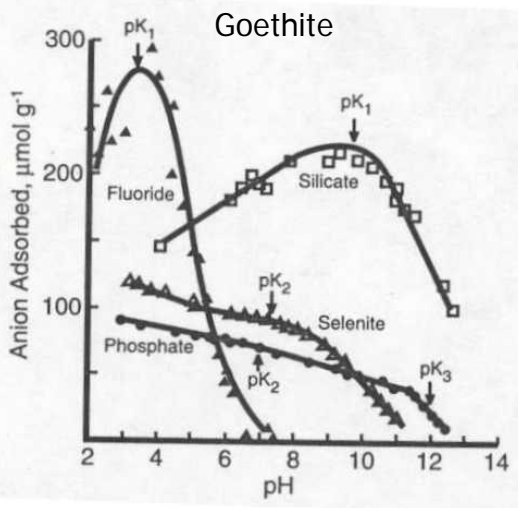 Goethite
300
200
100
Anion Adsorbed, µmol g⁻¹
pK₁
Fluoride
pK₁
Silicate
pK₂
Selenite
Phosphate
pK₂
pK₃
2 4 6 8 10 12 14
pH